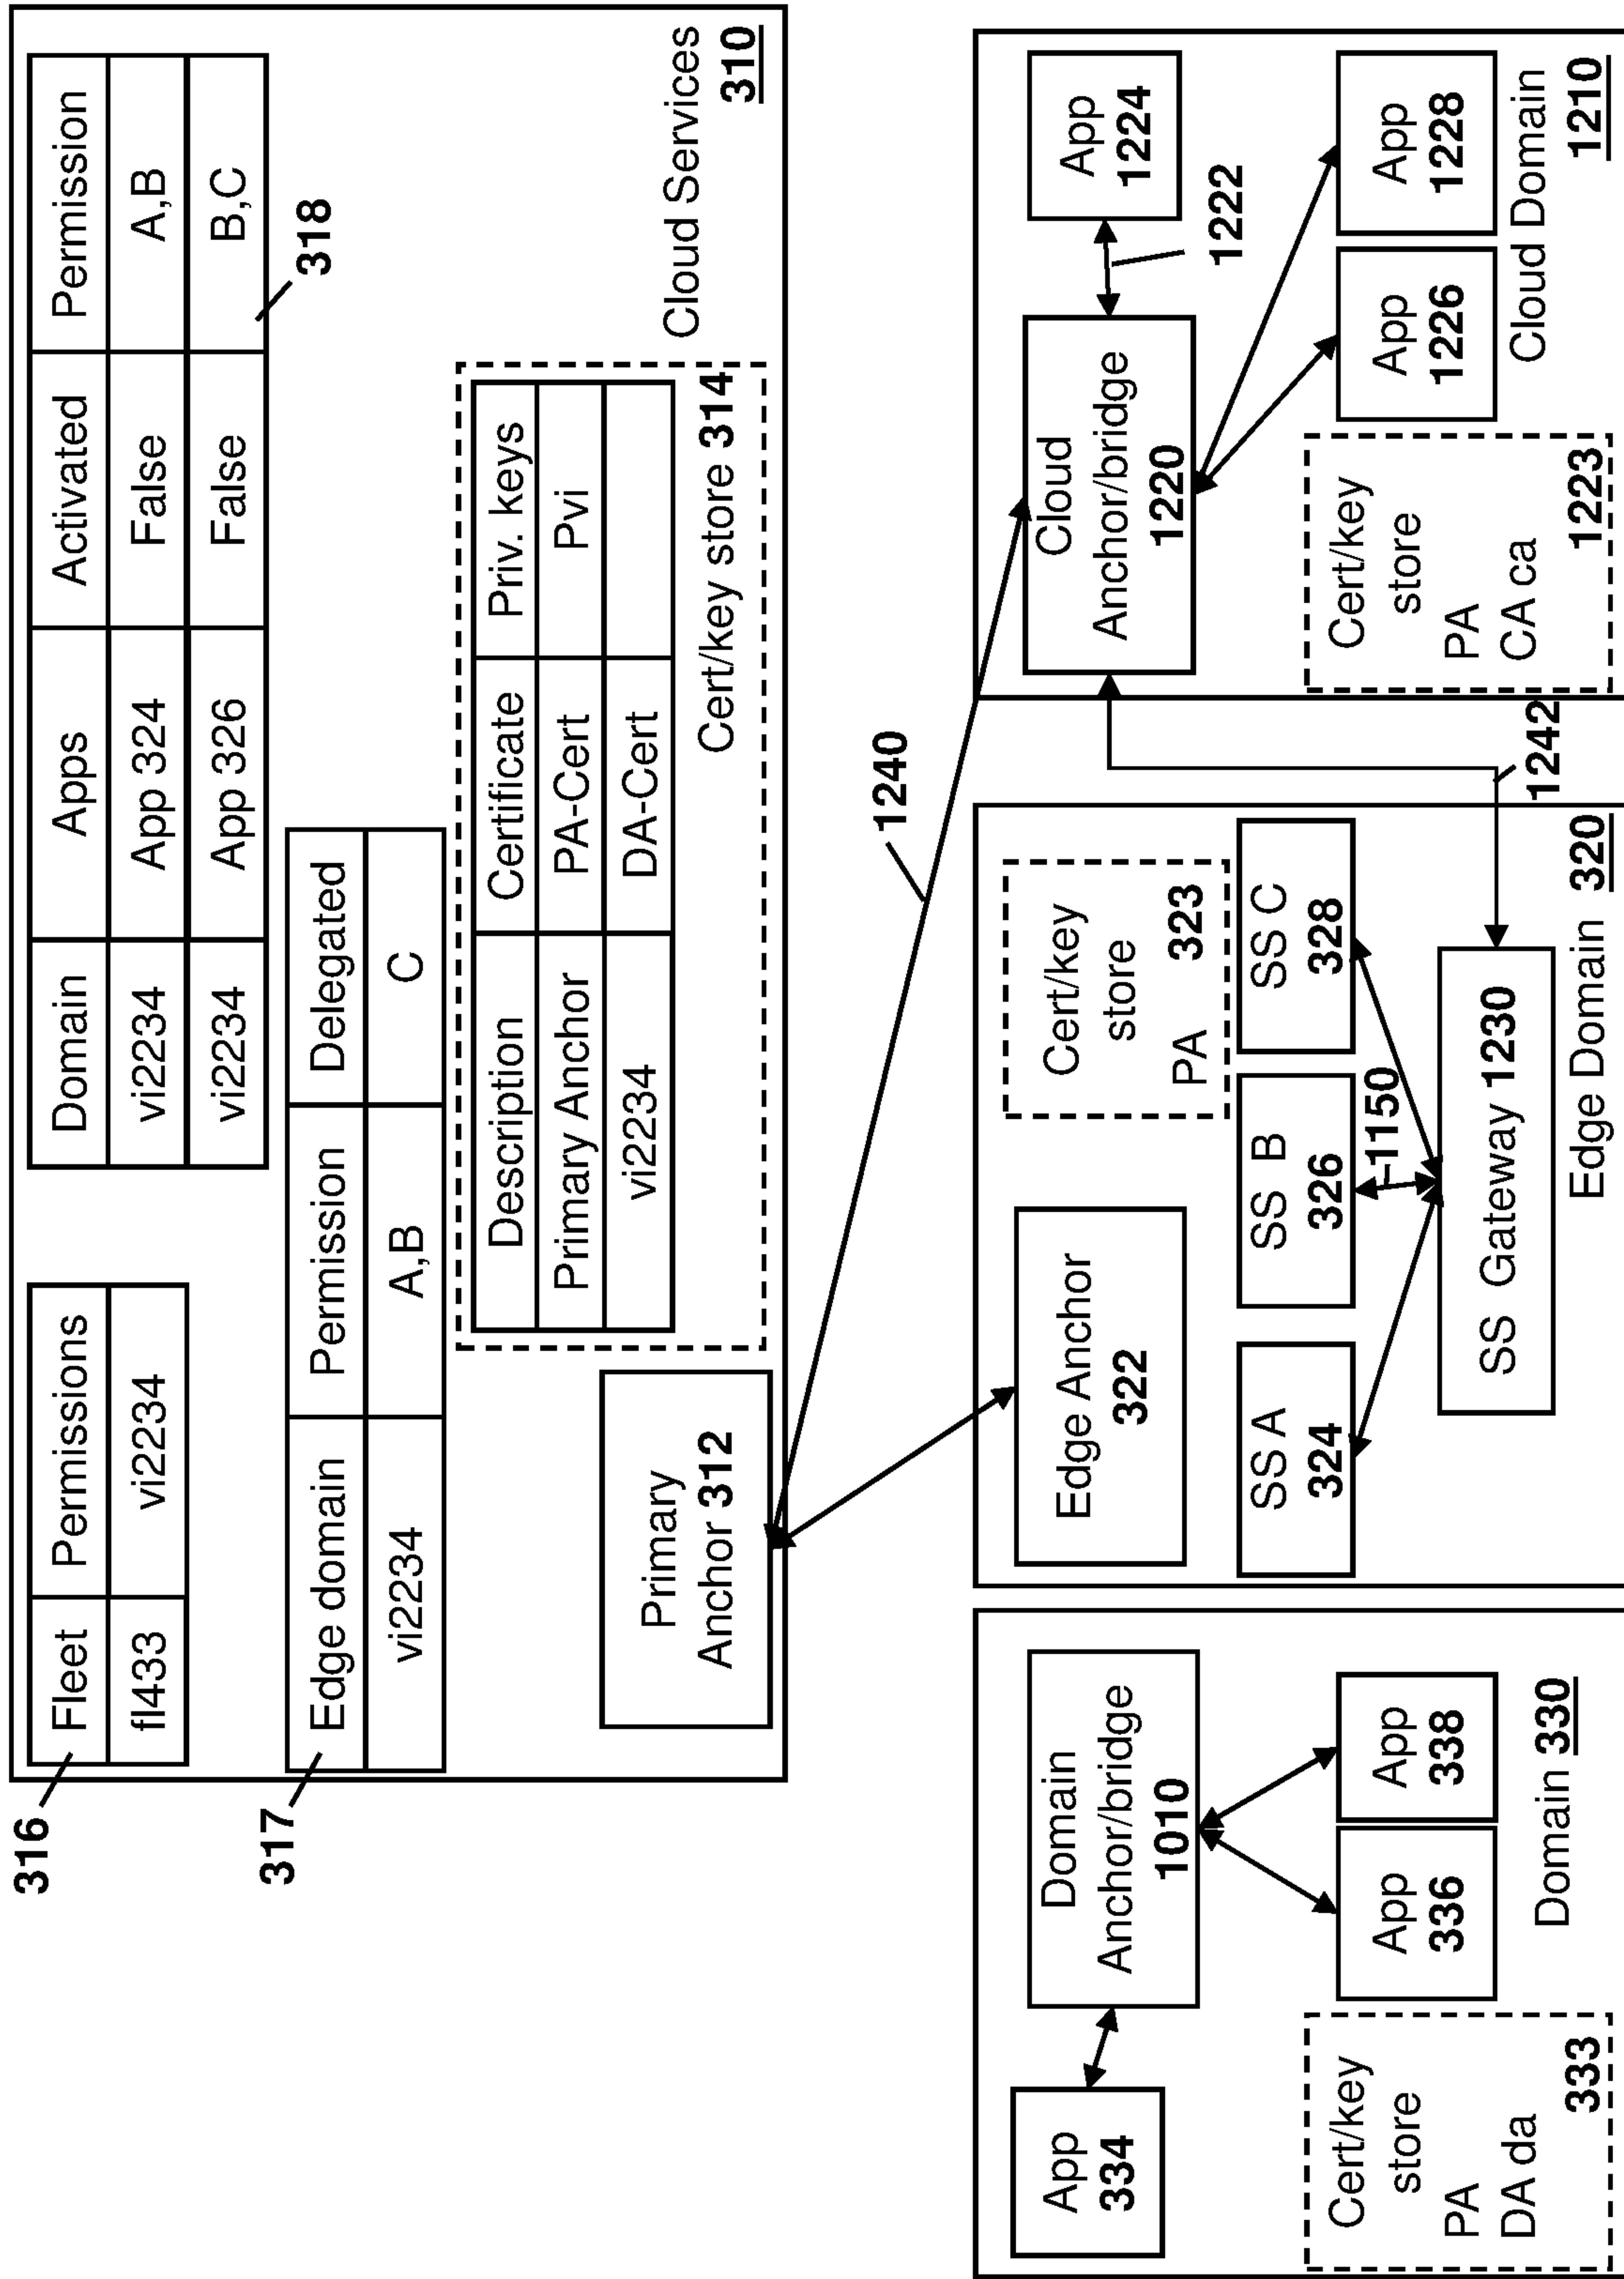 316
Fleet Permissions
fl433 vi2234
Domain Apps Activated Permission
vi2234 App 324 False A,B
vi2234 App 326 False B,C
318
317
Edge domain Permission Delegated
vi2234 A,B C
Description Certificate Priv. keys
Primary Anchor PA-Cert Pvi
vi2234 DA-Cert
Cert/key store 314
Primary
Anchor 312
Cloud Services
310
1240
App
334
Domain
Anchor/bridge
1010
App
336
App
338
Cert/key
store
PA
DA da
333
Domain 330
Edge Anchor
322
Cert/key
store
PA 323
SS A
324
SS B
326
SS C
328
1150
SS Gateway 1230
Edge Domain 320
1242
Cloud
Anchor/bridge
1220
App
1224
1222
App
1226
App
1228
Cert/key
store
PA
CA ca
1223
Cloud Domain
1210